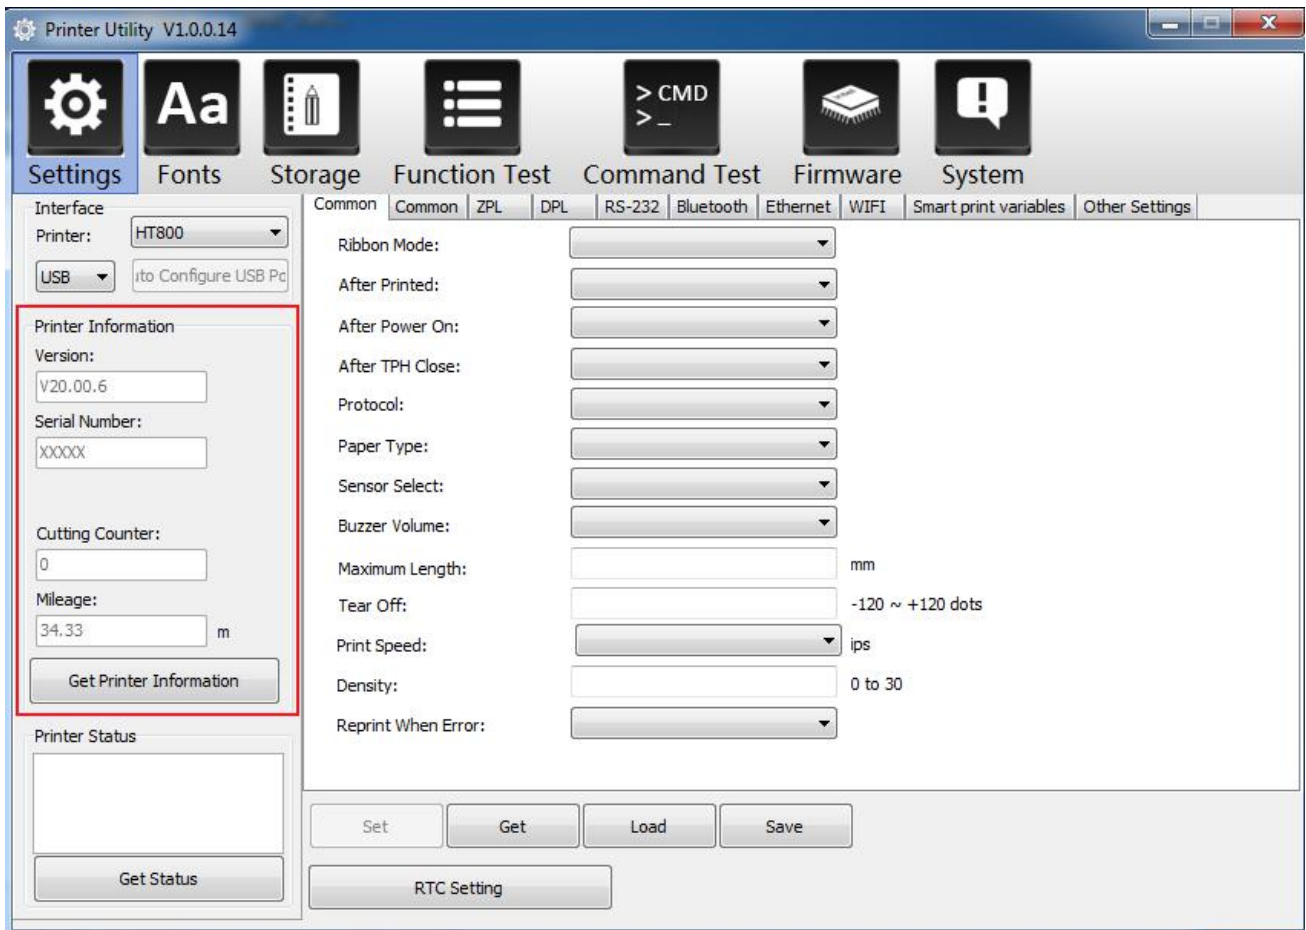 Printer Utility V1.0.0.14
Aa
> CMD
> _
Settings Fonts Storage Function Test Command Test Firmware System
Interface
Printer: HT800
USB uto Configure USB Po
Printer Information
Version:
V20.00.6
Serial Number:
XXXXX
Cutting Counter:
0
Mileage:
34.33 m
Get Printer Information
Printer Status
Get Status
Common Common ZPL DPL RS-232 Bluetooth Ethernet WIFI Smart print variables Other Settings
Ribbon Mode:
After Printed:
After Power On:
After TPH Close:
Protocol:
Paper Type:
Sensor Select:
Buzzer Volume:
Maximum Length: mm
Tear Off: -120 ~ +120 dots
Print Speed: ips
Density: 0 to 30
Reprint When Error:
Set Get Load Save
RTC Setting